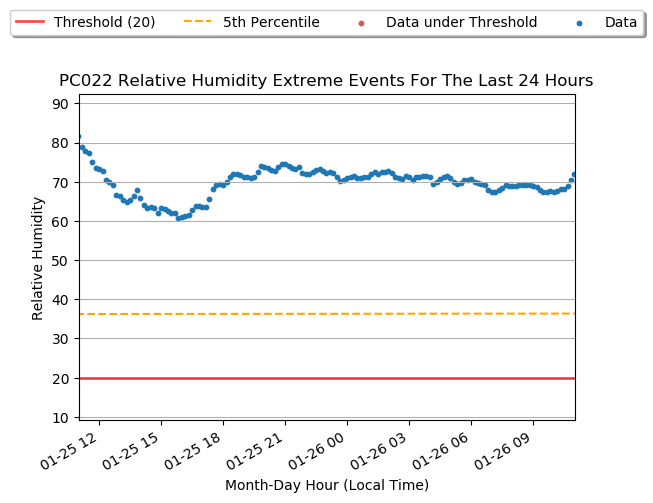 Threshold (20) 5th Percentile Data under Threshold Data
PC022 Relative Humidity Extreme Events For The Last 24 Hours
90
80
70
60
50
40
30
20
10
Relative Humidity
01-25 12 01-25 15 01-25 18 01-25 21 01-26 00 01-26 03 01-26 06 01-26 09
Month-Day Hour (Local Time)